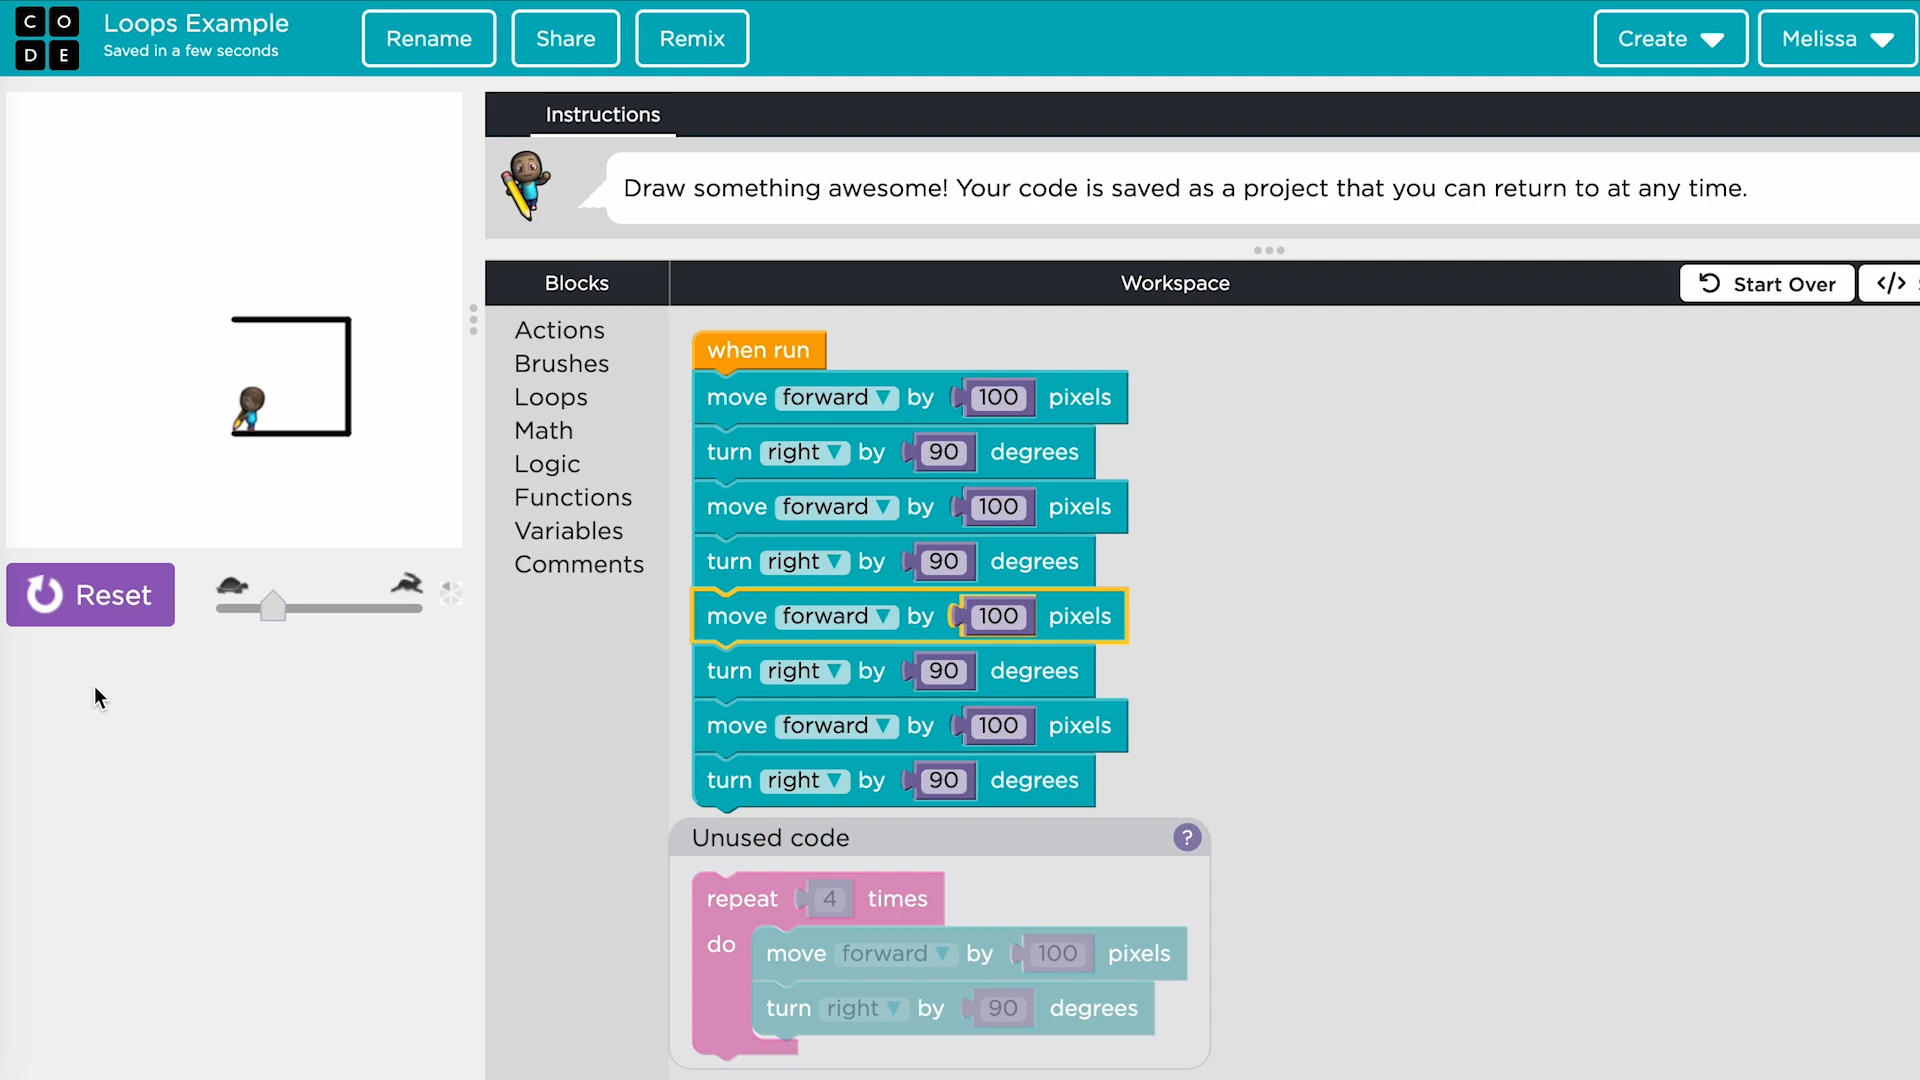 C O
D E
Loops Example
Saved in a few seconds
Rename
Share
Remix
Create
Melissa
Instructions
Draw something awesome! Your code is saved as a project that you can return to at any time.
Blocks
Workspace
Start Over
</>
Actions
Brushes
Loops
Math
Logic
Functions
Variables
Comments
Reset
when run
move forward by 100 pixels
turn right by 90 degrees
move forward by 100 pixels
turn right by 90 degrees
move forward by 100 pixels
turn right by 90 degrees
move forward by 100 pixels
turn right by 90 degrees
Unused code
?
repeat 4 times
do
move forward by 100 pixels
turn right by 90 degrees